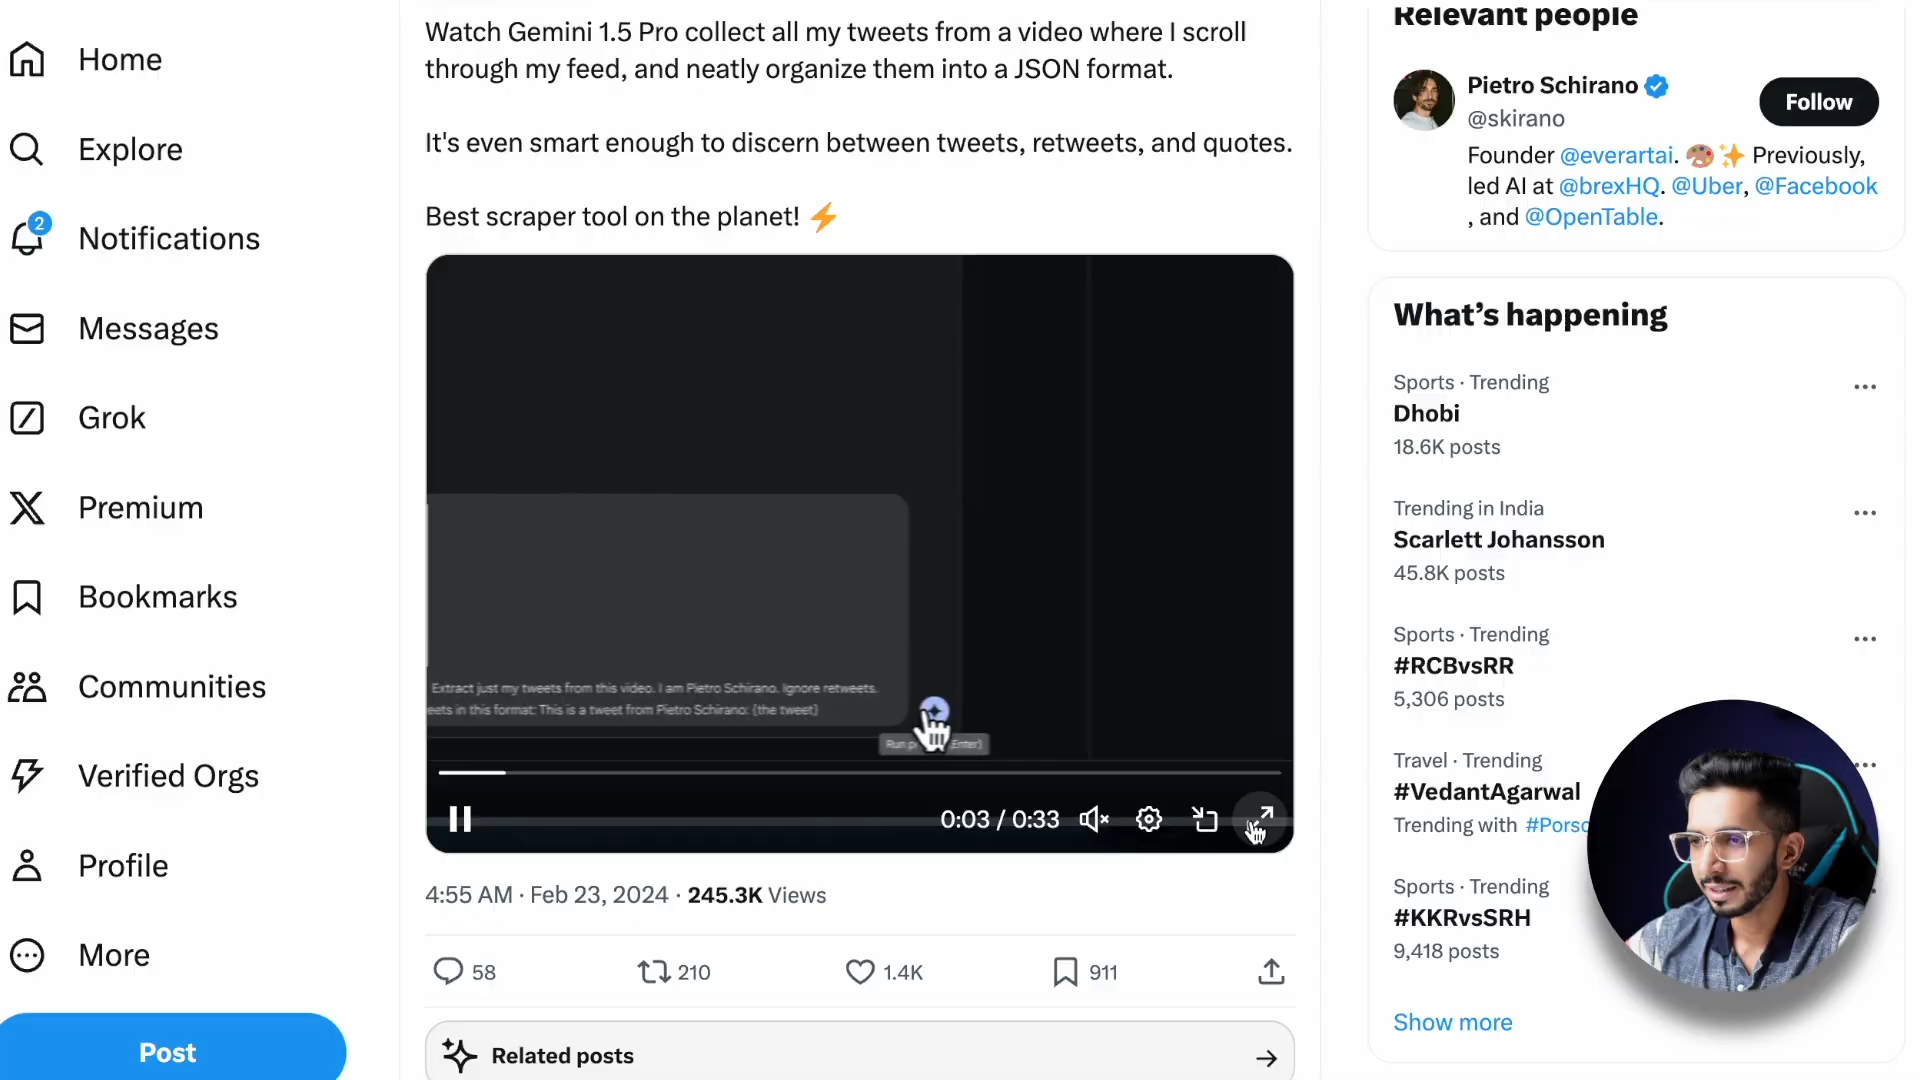 Home
Explore
2
Notifications
Messages
Grok
Premium
Bookmarks
Communities
Verified Orgs
Profile
More
Post
Watch Gemini 1.5 Pro collect all my tweets from a video where I scroll
through my feed, and neatly organize them into a JSON format.
It's even smart enough to discern between tweets, retweets, and quotes.
Best scraper tool on the planet! ⚡
Extract just my tweets from this video. I am Pietro Schirano. Ignore retweets.
eets in this format: This is a tweet from Pietro Schirano: {the tweet}
Run p Enter)
0:03 / 0:33
4:55 AM · Feb 23, 2024 · 245.3K Views
58
210
1.4K
911
Related posts
Relevant people
Pietro Schirano
@skirano
Follow
Founder @everartai. 🎨✨ Previously,
led AI at @brexHQ. @Uber, @Facebook
, and @OpenTable.
What's happening
Sports · Trending
Dhobi
18.6K posts
Trending in India
Scarlett Johansson
45.8K posts
Sports · Trending
#RCBvsRR
5,306 posts
Travel · Trending
#VedantAgarwal
Trending with #Porsc
Sports · Trending
#KKRvsSRH
9,418 posts
Show more